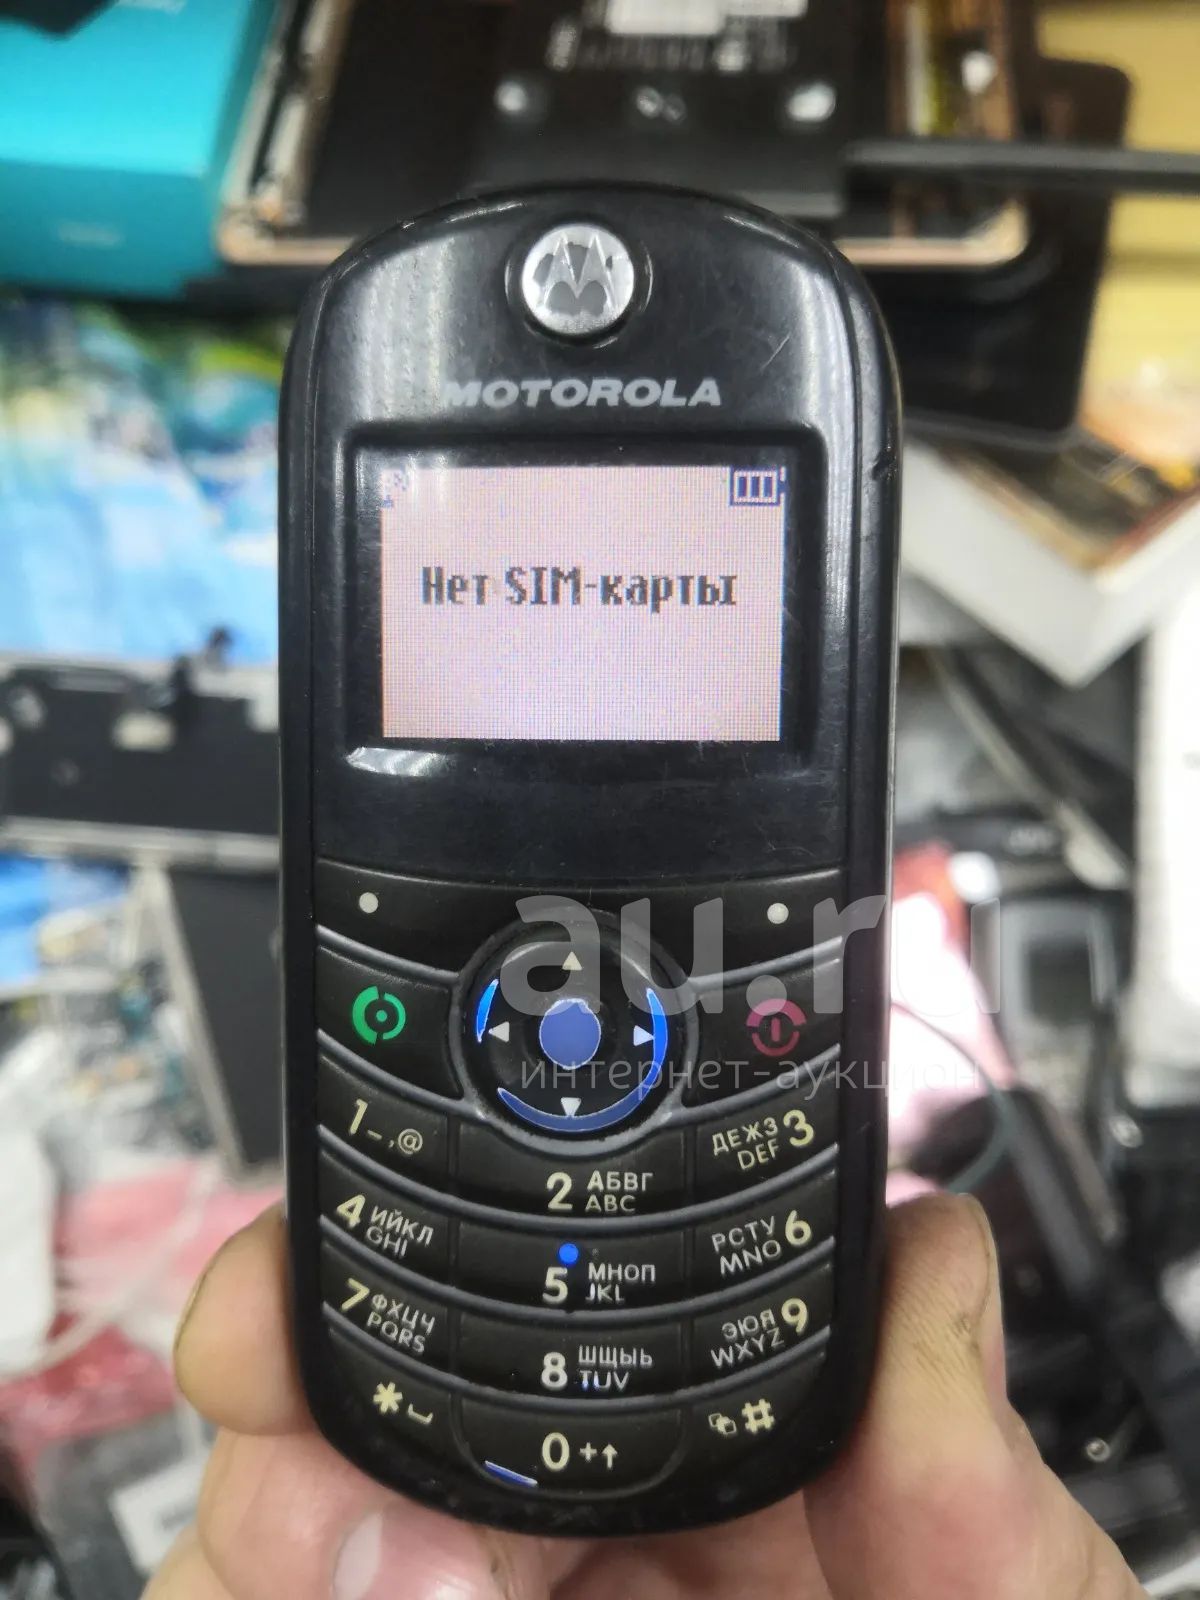 MOTOROLA
Нет SIM-карты
au.ru
интернет-аукцион
1 _ , @
2 АБВГ
ABC
ДЕЖЗ 3
DEF
4 ИЙКЛ
GHI
5 МНОП
JKL
РСТУ 6
MNO
7 ФХЦЧ
PQRS
8 ШЩЫЬ
TUV
ЭЮЯ 9
WXYZ
*
0 + ↑
#